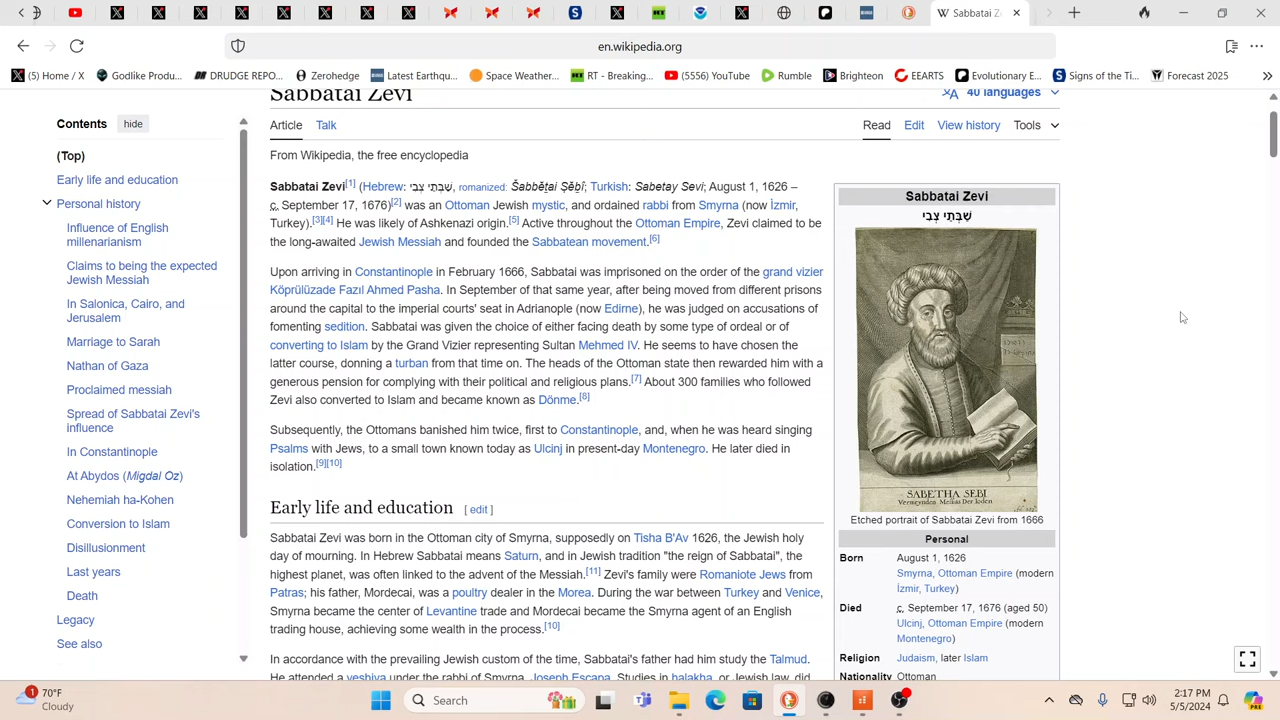 Sabbatai Z
en.wikipedia.org
(5) Home / X
Godlike Produ...
DRUDGE REPO...
Zerohedge
Latest Earthqu...
Space Weather...
RT - Breaking...
(5556) YouTube
Rumble
Brighteon
EEARTS
Evolutionary E...
Signs of the Ti...
Forecast 2025
Sabbatai Zevi
40 languages
Contents hide
(Top)
Early life and education
Personal history
Influence of English
millenarianism
Claims to being the expected
Jewish Messiah
In Salonica, Cairo, and
Jerusalem
Marriage to Sarah
Nathan of Gaza
Proclaimed messiah
Spread of Sabbatai Zevi's
influence
In Constantinople
At Abydos (Migdal Oz)
Nehemiah ha-Kohen
Conversion to Islam
Disillusionment
Last years
Death
Legacy
See also
Article Talk
Read Edit View history Tools
From Wikipedia, the free encyclopedia
Sabbatai Zevi[1] (Hebrew: שַׁבְּתַי צְבִי, romanized: Šabbĕṯai Ṣĕḇī; Turkish: Sabetay Sevi; August 1, 1626 –
c. September 17, 1676)[2] was an Ottoman Jewish mystic, and ordained rabbi from Smyrna (now İzmir,
Turkey).[3][4] He was likely of Ashkenazi origin.[5] Active throughout the Ottoman Empire, Zevi claimed to be
the long-awaited Jewish Messiah and founded the Sabbatean movement.[6]
Upon arriving in Constantinople in February 1666, Sabbatai was imprisoned on the order of the grand vizier
Köprülüzade Fazıl Ahmed Pasha. In September of that same year, after being moved from different prisons
around the capital to the imperial courts' seat in Adrianople (now Edirne), he was judged on accusations of
fomenting sedition. Sabbatai was given the choice of either facing death by some type of ordeal or of
converting to Islam by the Grand Vizier representing Sultan Mehmed IV. He seems to have chosen the
latter course, donning a turban from that time on. The heads of the Ottoman state then rewarded him with a
generous pension for complying with their political and religious plans.[7] About 300 families who followed
Zevi also converted to Islam and became known as Dönme.[8]
Subsequently, the Ottomans banished him twice, first to Constantinople, and, when he was heard singing
Psalms with Jews, to a small town known today as Ulcinj in present-day Montenegro. He later died in
isolation.[9][10]
Early life and education [ edit ]
Sabbatai Zevi was born in the Ottoman city of Smyrna, supposedly on Tisha B'Av 1626, the Jewish holy
day of mourning. In Hebrew Sabbatai means Saturn, and in Jewish tradition "the reign of Sabbatai", the
highest planet, was often linked to the advent of the Messiah.[11] Zevi's family were Romaniote Jews from
Patras; his father, Mordecai, was a poultry dealer in the Morea. During the war between Turkey and Venice,
Smyrna became the center of Levantine trade and Mordecai became the Smyrna agent of an English
trading house, achieving some wealth in the process.[10]
In accordance with the prevailing Jewish custom of the time, Sabbatai's father had him study the Talmud.
He attended a yeshiva under the rabbi of Smyrna, Joseph Escapa. Studies in halakha, or Jewish law, did
Sabbatai Zevi
שַׁבְּתַי צְבִי
SABETHA SEBI
Vermeynden Messias Der Ioden
Etched portrait of Sabbatai Zevi from 1666
Personal
Born August 1, 1626
Smyrna, Ottoman Empire (modern
İzmir, Turkey)
Died c. September 17, 1676 (aged 50)
Ulcinj, Ottoman Empire (modern
Montenegro)
Religion Judaism, later Islam
Nationality Ottoman
1
70°F
Cloudy
Search
2:17 PM
5/5/2024